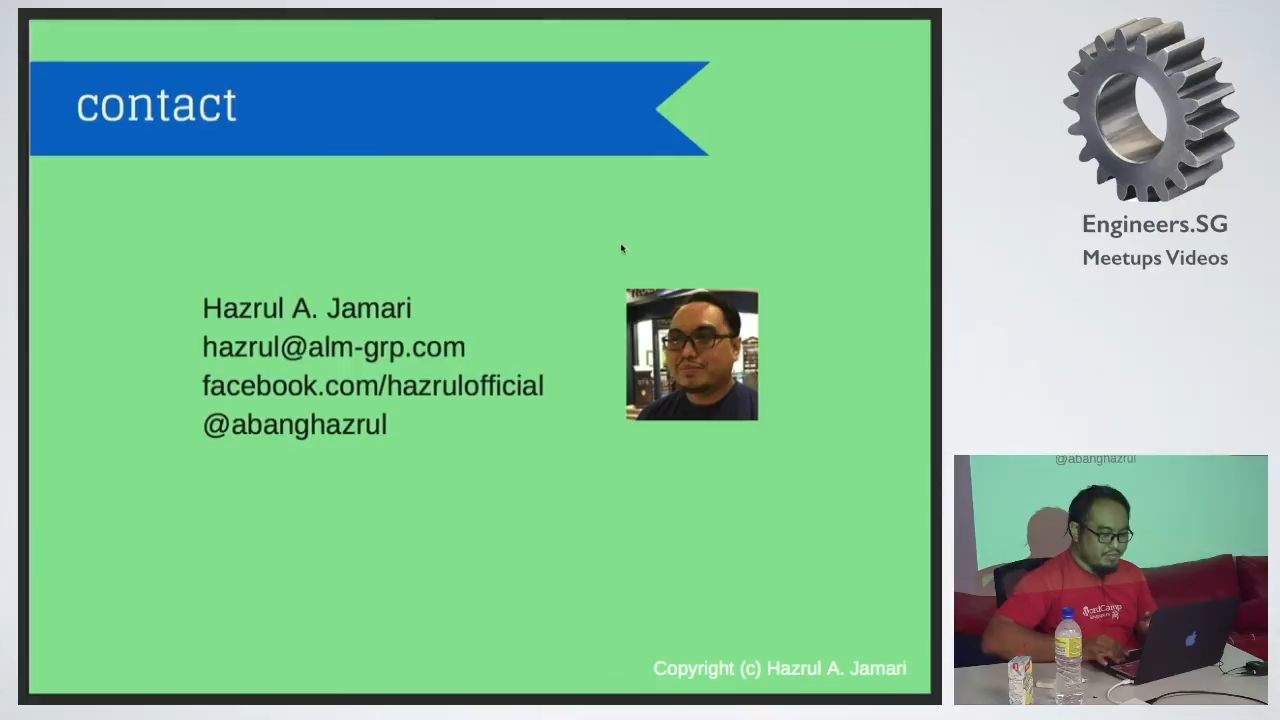 contact
Hazrul A. Jamari
hazrul@alm-grp.com
facebook.com/hazrulofficial
@abanghazrul
Copyright (c) Hazrul A. Jamari
Engineers.SG
Meetups Videos
@abanghazrul
WordCamp